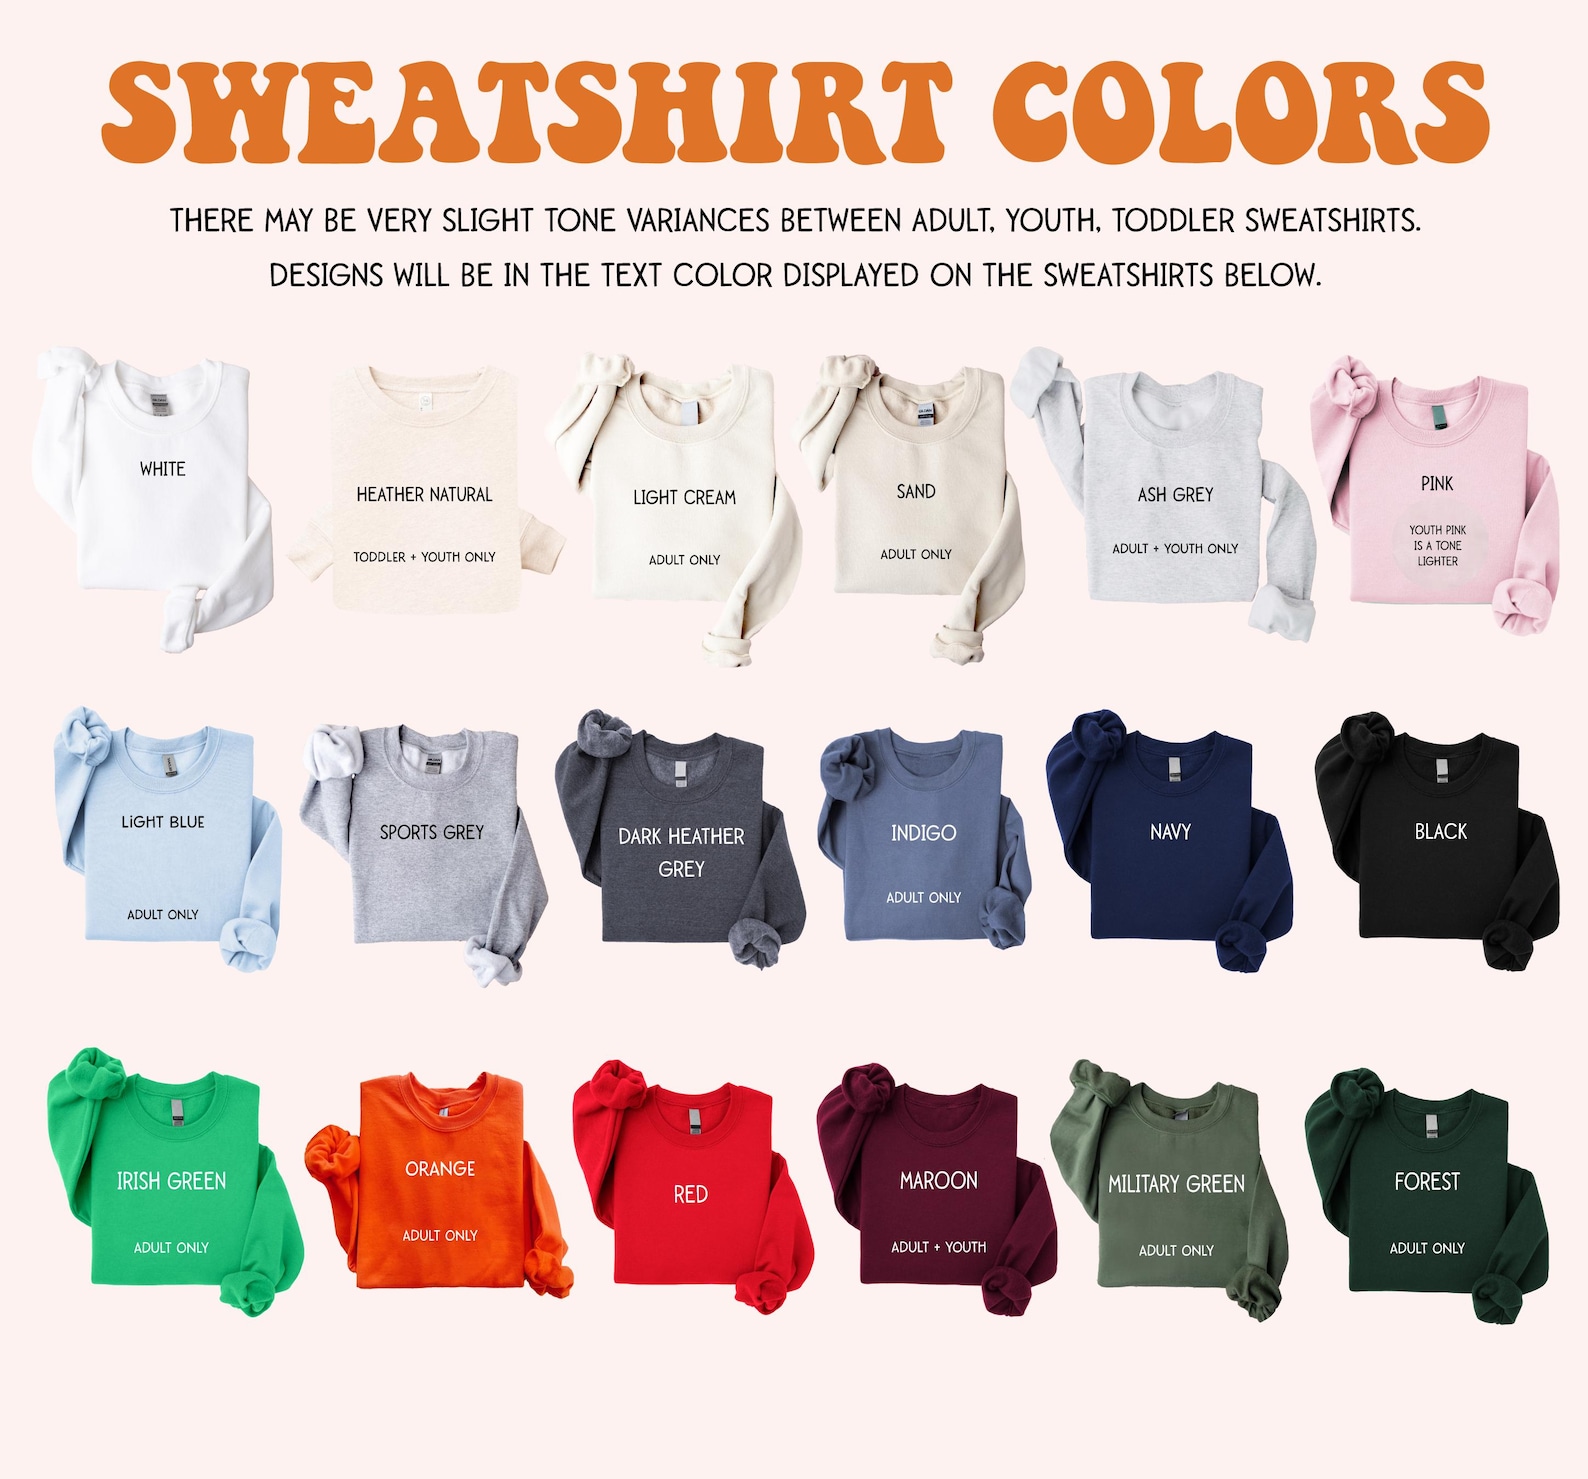 SWEATSHIRT COLORS
THERE MAY BE VERY SLIGHT TONE VARIANCES BETWEEN ADULT, YOUTH, TODDLER SWEATSHIRTS.
DESIGNS WILL BE IN THE TEXT COLOR DISPLAYED ON THE SWEATSHIRTS BELOW.
WHITE
HEATHER NATURAL
TODDLER + YOUTH ONLY
LIGHT CREAM
ADULT ONLY
SAND
ADULT ONLY
ASH GREY
ADULT + YOUTH ONLY
PINK
YOUTH PINK
IS A TONE
LIGHTER
LiGHT BLUE
ADULT ONLY
SPORTS GREY
DARK HEATHER
GREY
INDIGO
ADULT ONLY
NAVY
BLACK
IRISH GREEN
ADULT ONLY
ORANGE
ADULT ONLY
RED
MAROON
ADULT + YOUTH
MILITARY GREEN
ADULT ONLY
FOREST
ADULT ONLY